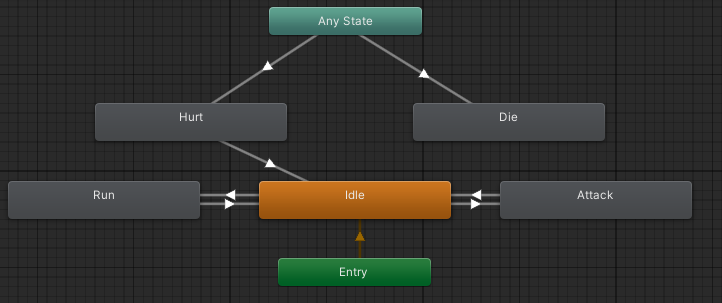 Any State
Hurt
Die
Run
Idle
Attack
Entry